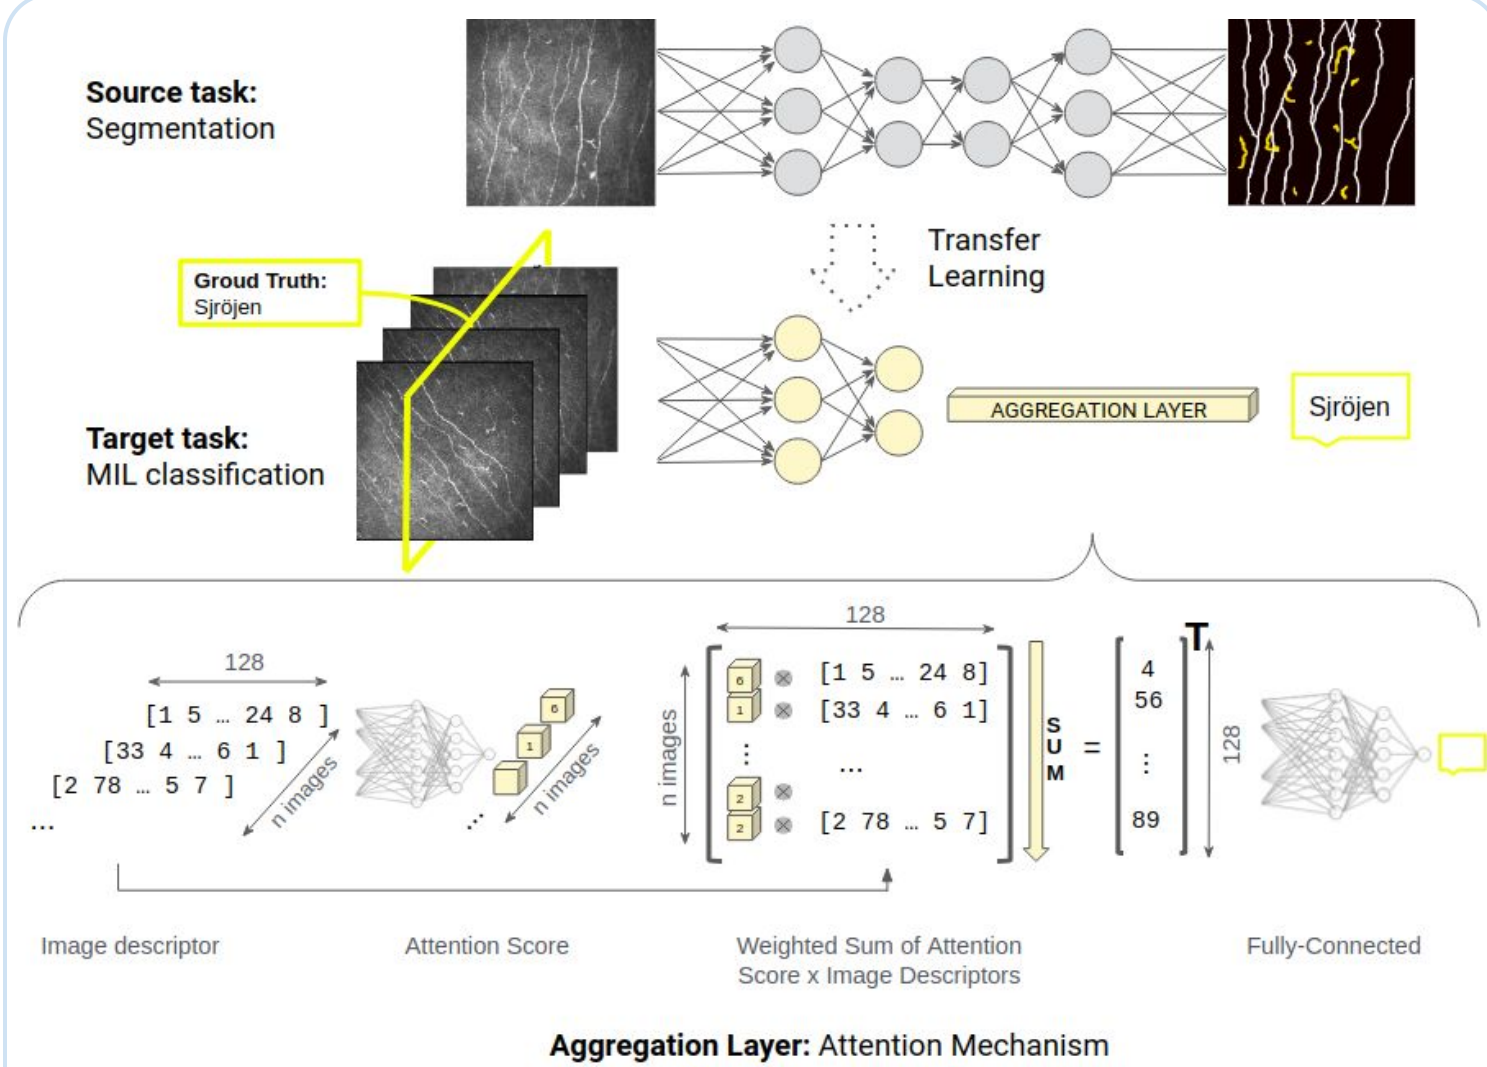 Source task:
Segmentation
Transfer
Learning
Groud Truth:
Sjröjen
Target task:
MIL classification
AGGREGATION LAYER
Sjröjen
128
[1 5 … 24 8 ]
[33 4 … 6 1 ]
[2 78 … 5 7 ]
...
n images
6
1
...
n images
128
n images
6 ⊗ [1 5 … 24 8]
1 ⊗ [33 4 … 6 1]
⋮ ...
2 ⊗
2 ⊗ [2 78 … 5 7]
SUM
=
4
56
⋮
89
T
128
Image descriptor
Attention Score
Weighted Sum of Attention
Score x Image Descriptors
Fully-Connected
Aggregation Layer: Attention Mechanism